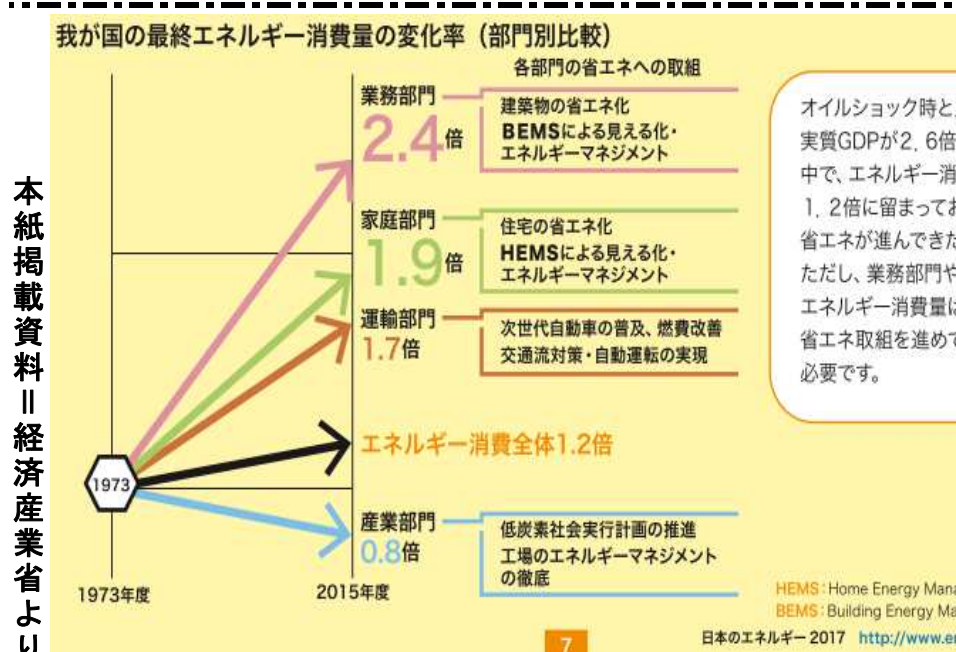 本紙掲載資料＝経済産業省より
我が国の最終エネルギー消費量の変化率（部門別比較）
各部門の省エネへの取組
業務部門
2.4倍
建築物の省エネ化
BEMSによる見える化・
エネルギーマネジメント
家庭部門
1.9倍
住宅の省エネ化
HEMSによる見える化・
エネルギーマネジメント
運輸部門
1.7倍
次世代自動車の普及、燃費改善
交通流対策・自動運転の実現
エネルギー消費全体1.2倍
1973
産業部門
0.8倍
低炭素社会実行計画の推進
工場のエネルギーマネジメント
の徹底
1973年度
2015年度
オイルショック時と
実質GDPが2.6倍
中で、エネルギー消
1.2倍に留まってお
省エネが進んできた
ただし、業務部門や
エネルギー消費量は
省エネ取組を進めて
必要です。
HEMS：Home Energy
BEMS：Building Energy
7
日本のエネルギー 2017 http://www.en